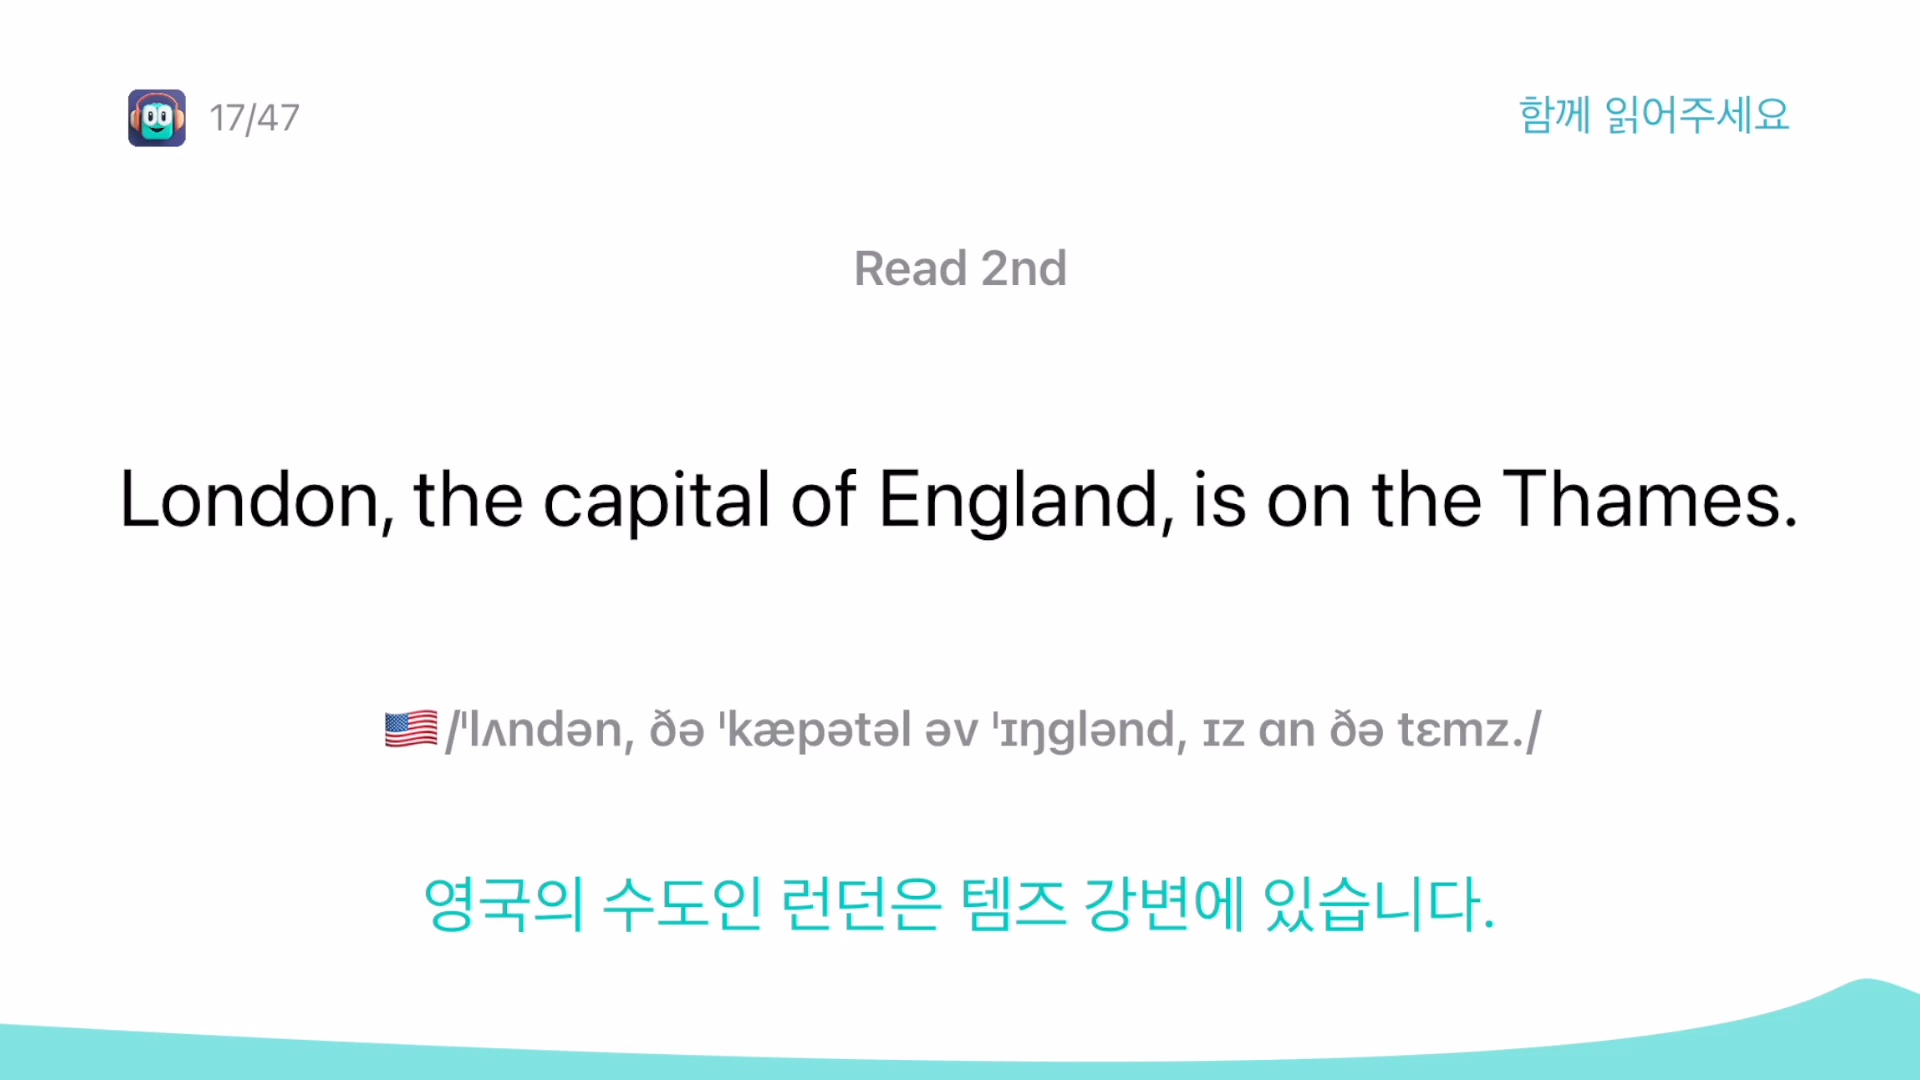 17/47
함께 읽어주세요
Read 2nd
London, the capital of England, is on the Thames.
/ˈlʌndən, ðə ˈkæpətəl əv ˈɪŋglənd, ɪz ɑn ðə tɛmz./
영국의 수도인 런던은 템즈 강변에 있습니다.